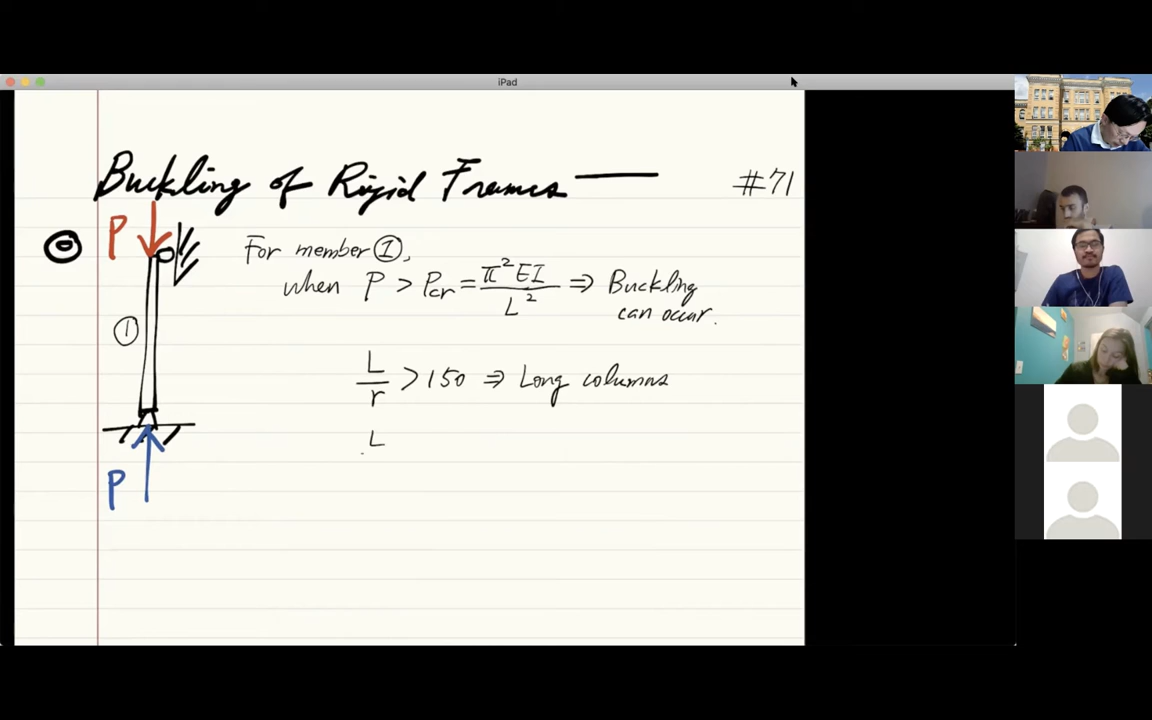 iPad
Buckling of Rigid Frames — #71
P
For member ①,
when P > Pcr = π²EI / L² ⇒ Buckling
can occur.
①
L / r > 150 ⇒ Long columns
L
P